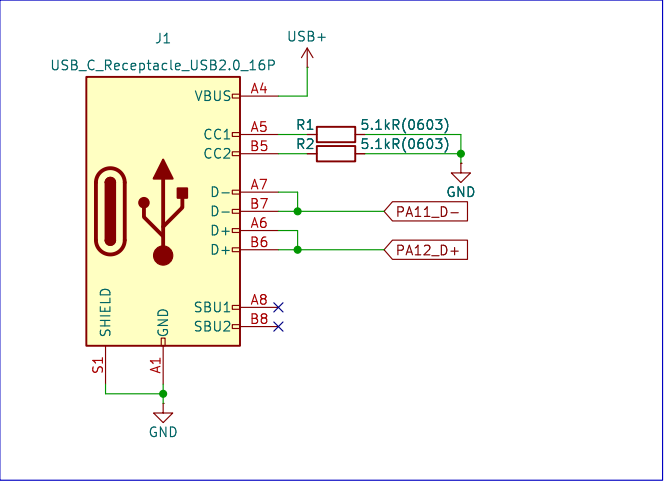 J1
USB+
USB_C_Receptacle_USB2.0_16P
VBUS
A4
CC1
A5
R1
5.1kR(0603)
CC2
B5
R2
5.1kR(0603)
GND
D-
A7
D-
B7
PA11_D-
D+
A6
D+
B6
PA12_D+
SBU1
A8
SBU2
B8
SHIELD
GND
S1
A1
GND